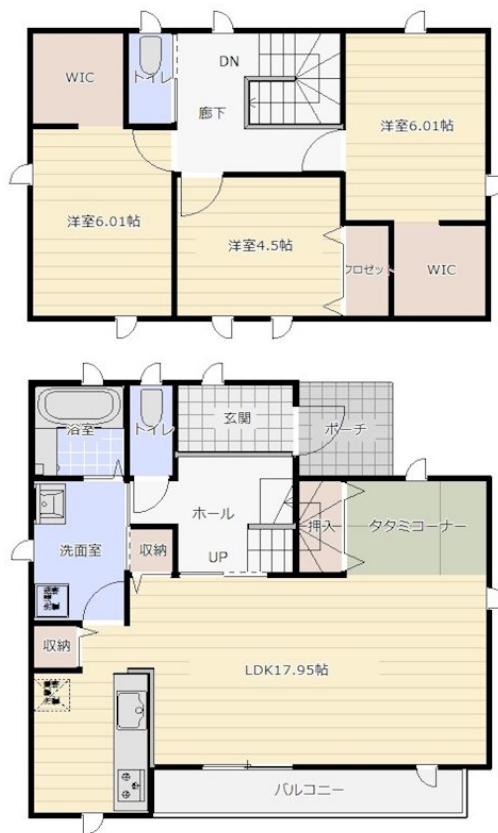 WIC
トイレ
DN
廊下
洋室6.01帖
洋室6.01帖
洋室4.5帖
クロゼット
WIC
浴室
トイレ
玄関
ポーチ
洗面室
収納
ホール
UP
押入
タタミコーナー
収納
LDK17.95帖
バルコニー